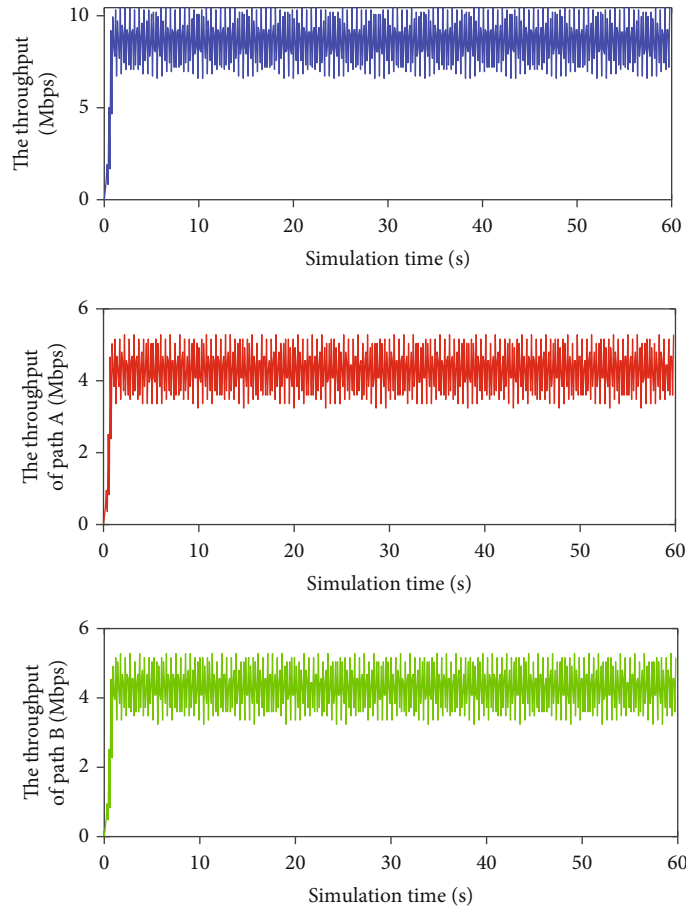 The throughput
(Mbps)
10
5
0
0 10 20 30 40 50 60
Simulation time (s)
The throughput
of path A (Mbps)
6
4
2
0
0 10 20 30 40 50 60
Simulation time (s)
The throughput
of path B (Mbps)
6
4
2
0
0 10 20 30 40 50 60
Simulation time (s)